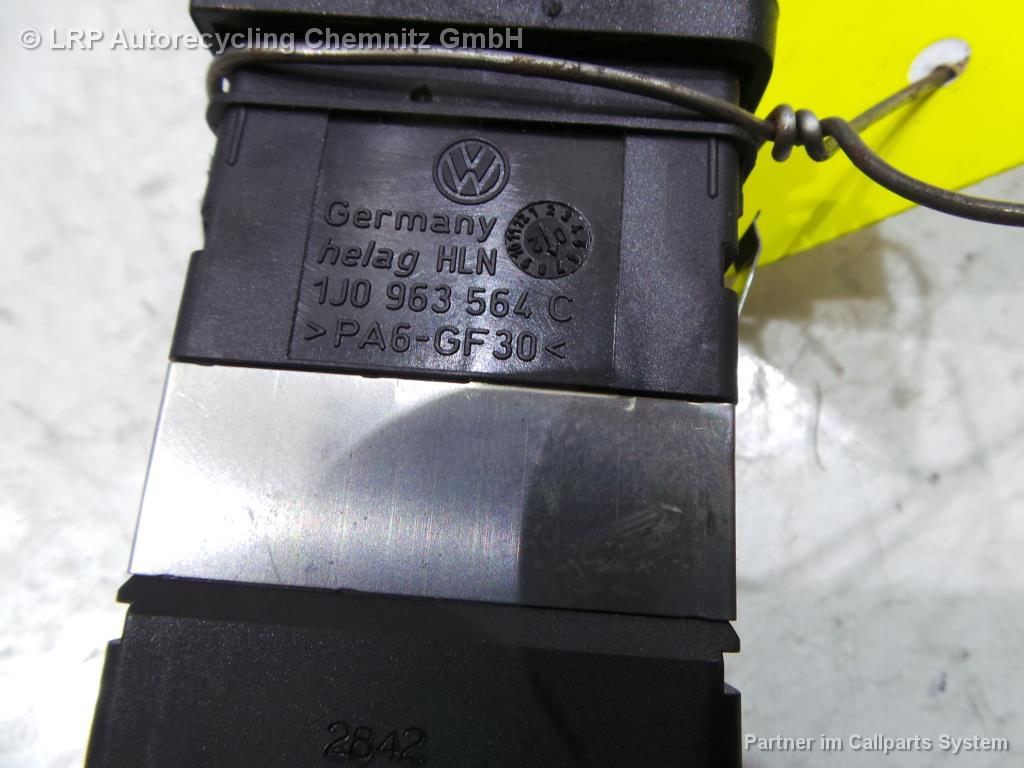 © LRP Autorecycling Chemnitz GmbH
Germany
helag HLN
1J0 963 564 C
>PA6-GF30<
2842
Partner im Callparts System